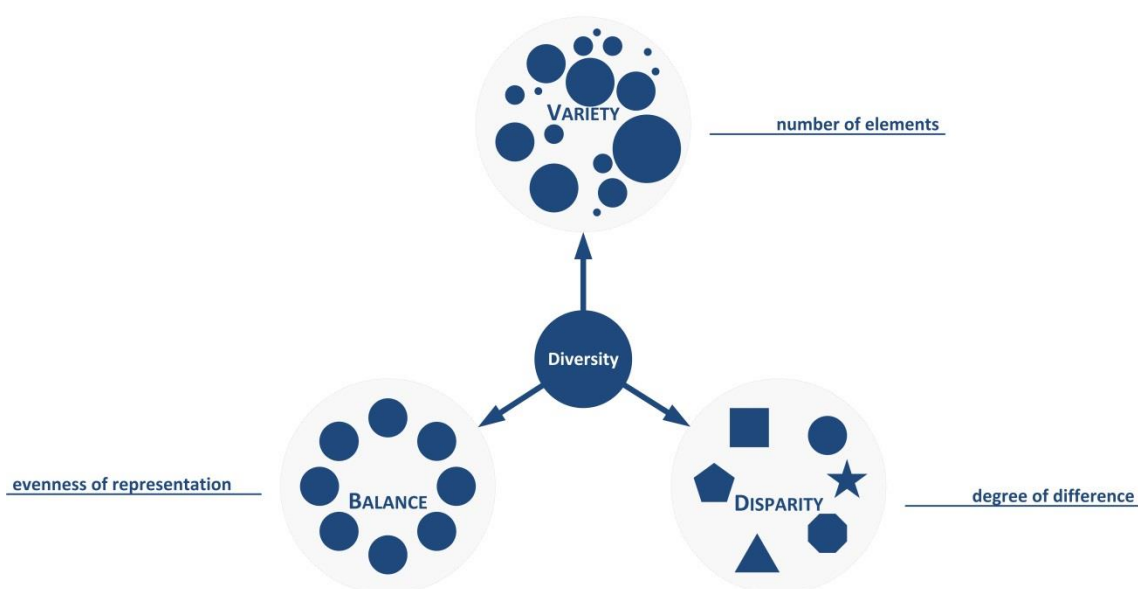 VARIETY
number of elements
Diversity
evenness of representation
BALANCE
DISPARITY
degree of difference